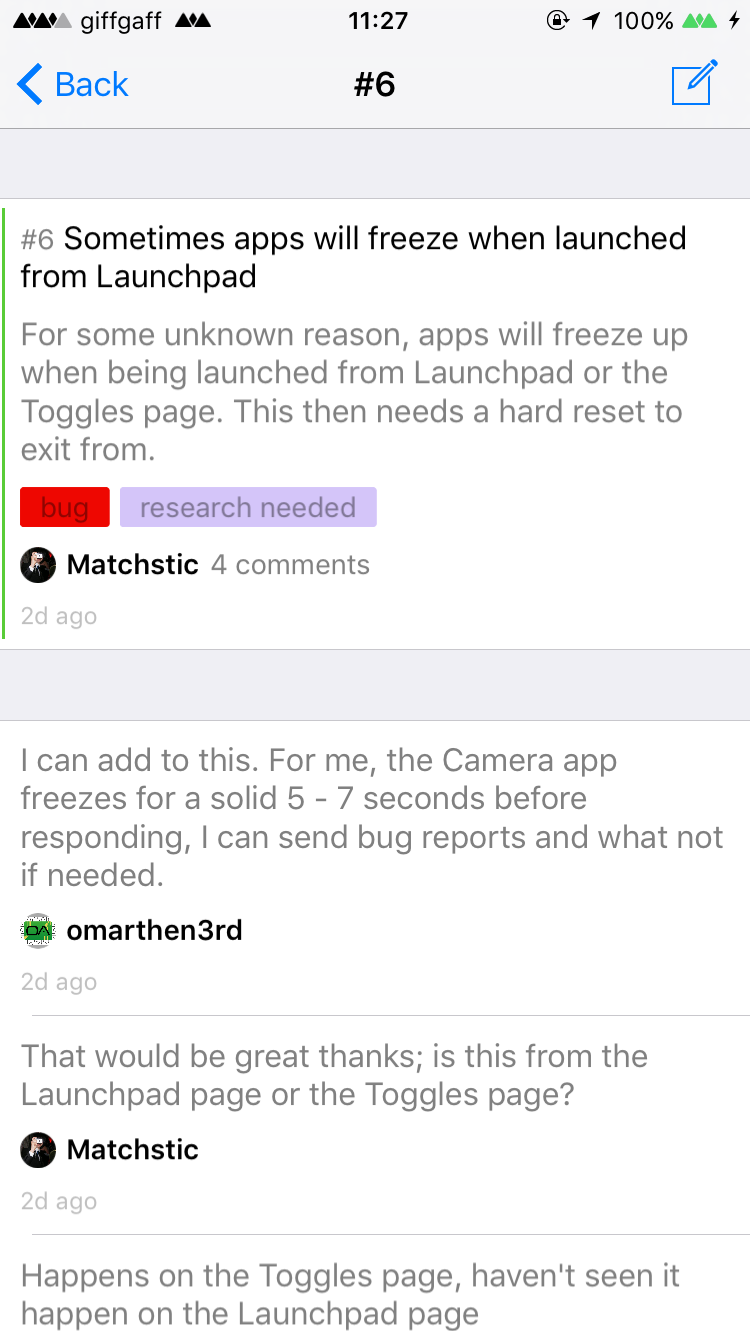 giffgaff 11:27 100%
Back #6
#6 Sometimes apps will freeze when launched
from Launchpad
For some unknown reason, apps will freeze up
when being launched from Launchpad or the
Toggles page. This then needs a hard reset to
exit from.
bug research needed
Matchstic 4 comments
2d ago
I can add to this. For me, the Camera app
freezes for a solid 5 - 7 seconds before
responding, I can send bug reports and what not
if needed.
OA omarthen3rd
2d ago
That would be great thanks; is this from the
Launchpad page or the Toggles page?
Matchstic
2d ago
Happens on the Toggles page, haven't seen it
happen on the Launchpad page